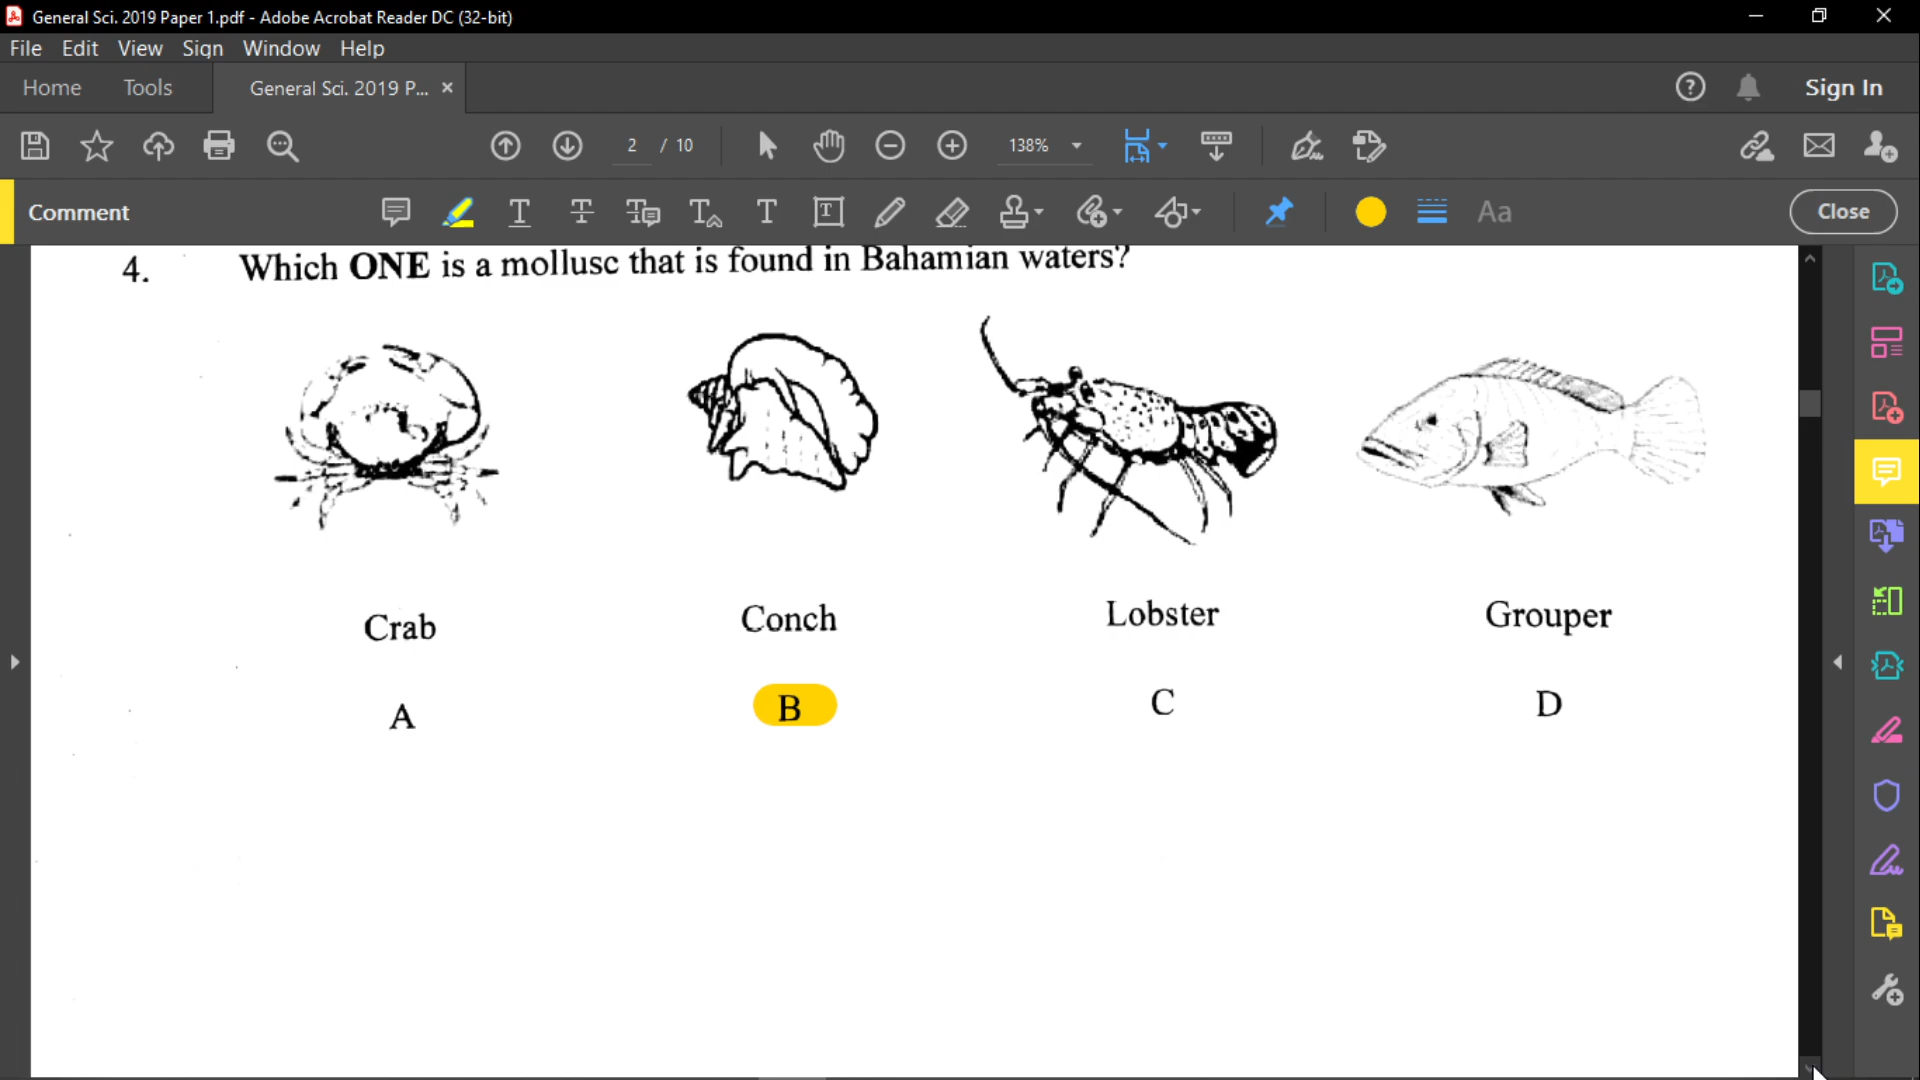 General Sci. 2019 Paper 1.pdf - Adobe Acrobat Reader DC (32-bit)
File Edit View Sign Window Help
Home Tools General Sci. 2019 P... × Sign In
2 / 10 138%
Comment Aa Close
4. Which ONE is a mollusc that is found in Bahamian waters?
Crab Conch Lobster Grouper
A B C D